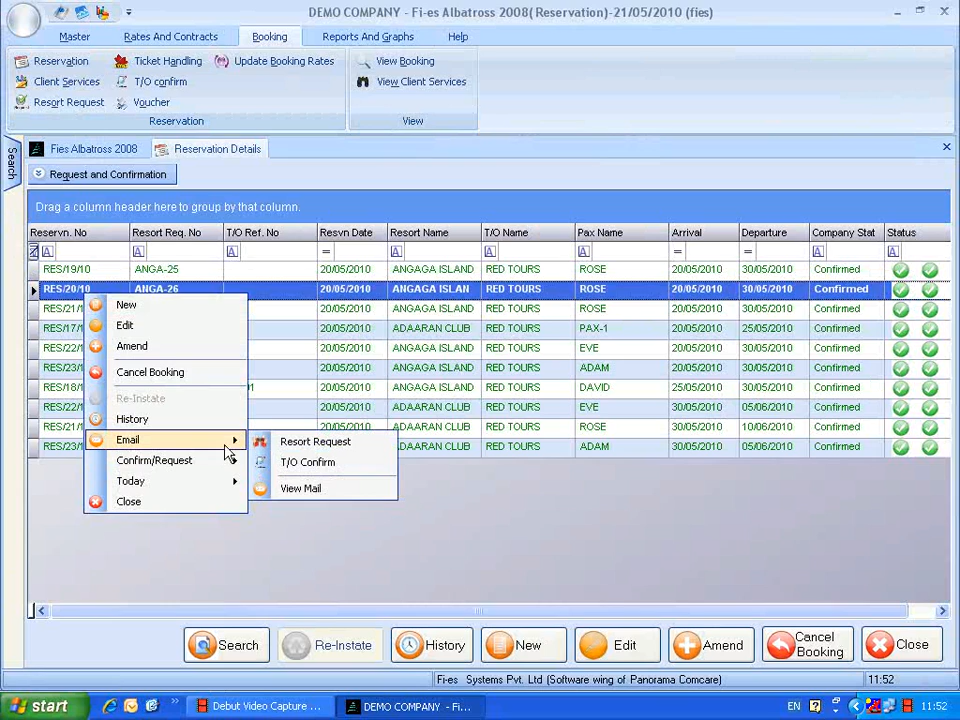 DEMO COMPANY - Fi-es Albatross 2008( Reservation)-21/05/2010 (fies)
Master Rates And Contracts Booking Reports And Graphs Help
Reservation Ticket Handling Update Booking Rates View Booking
Client Services T/O confirm View Client Services
Resort Request Voucher
Reservation View
Search
Fies Albatross 2008 Reservation Details
Request and Confirmation
Drag a column header here to group by that column.
Reservn. No Resort Req. No T/O Ref. No Resvn Date Resort Name T/O Name Pax Name Arrival Departure Company Stat Status
A A A = A A A = = A A
RES/19/10 ANGA-25 20/05/2010 ANGAGA ISLAND RED TOURS ROSE 20/05/2010 30/05/2010 Confirmed
RES/20/10 ANGA-26 20/05/2010 ANGAGA ISLAN RED TOURS ROSE 20/05/2010 30/05/2010 Confirmed
RES/21/1 20/05/2010 ANGAGA ISLAND RED TOURS ROSE 20/05/2010 30/05/2010 Confirmed
RES/17/1 20/05/2010 ADAARAN CLUB RED TOURS PAX-1 20/05/2010 25/05/2010 Confirmed
RES/22/1 20/05/2010 ANGAGA ISLAND RED TOURS EVE 20/05/2010 30/05/2010 Confirmed
RES/23/1 20/05/2010 ANGAGA ISLAND RED TOURS ADAM 20/05/2010 30/05/2010 Confirmed
RES/18/1 01 20/05/2010 ANGAGA ISLAND RED TOURS DAVID 25/05/2010 30/05/2010 Confirmed
RES/22/1 20/05/2010 ADAARAN CLUB RED TOURS EVE 30/05/2010 05/06/2010 Confirmed
RES/21/1 20/05/2010 ADAARAN CLUB RED TOURS ROSE 30/05/2010 10/06/2010 Confirmed
RES/23/1 20/05/2010 ADAARAN CLUB RED TOURS ADAM 30/05/2010 05/06/2010 Confirmed
New
Edit
Amend
Cancel Booking
Re-Instate
History
Email
Confirm/Request
Today
Close
Resort Request
T/O Confirm
View Mail
Search Re-Instate History New Edit Amend Cancel Booking Close
Fi-es Systems Pvt. Ltd (Software wing of Panorama Comcare) 11:52
start Debut Video Capture ... DEMO COMPANY - Fi... EN 11:52